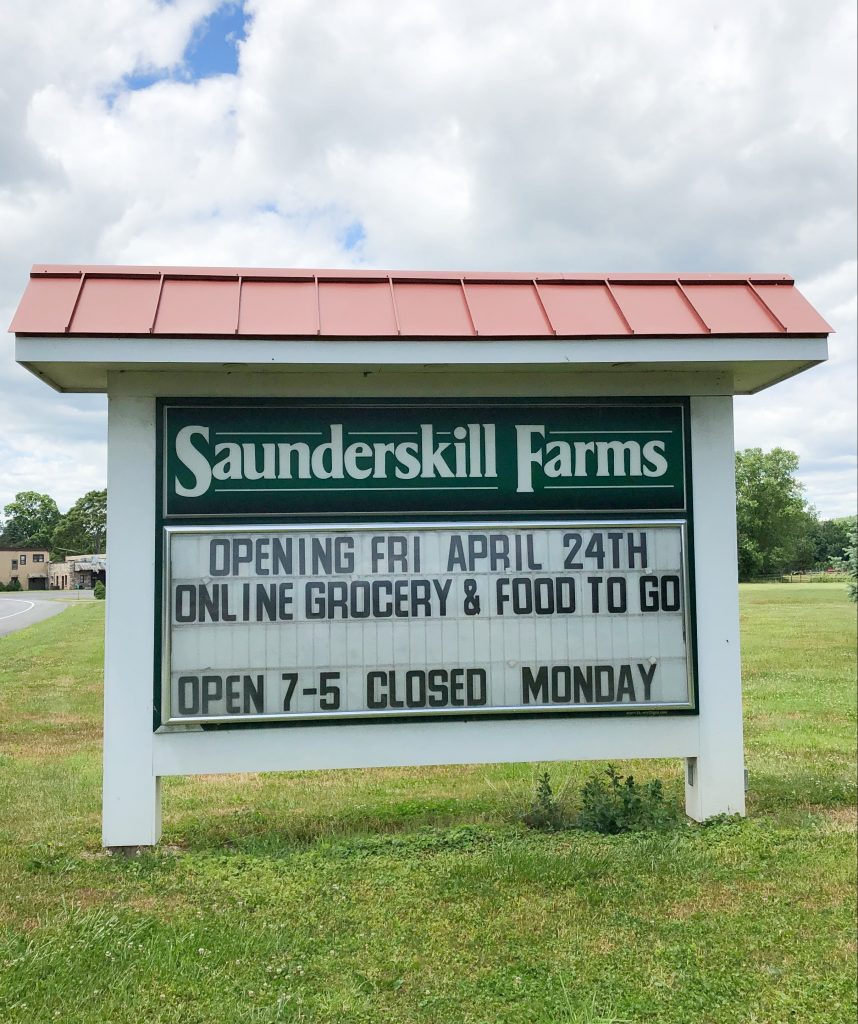 Saunderskill Farms
OPENING FRI APRIL 24TH
ONLINE GROCERY & FOOD TO GO
OPEN 7-5 CLOSED MONDAY